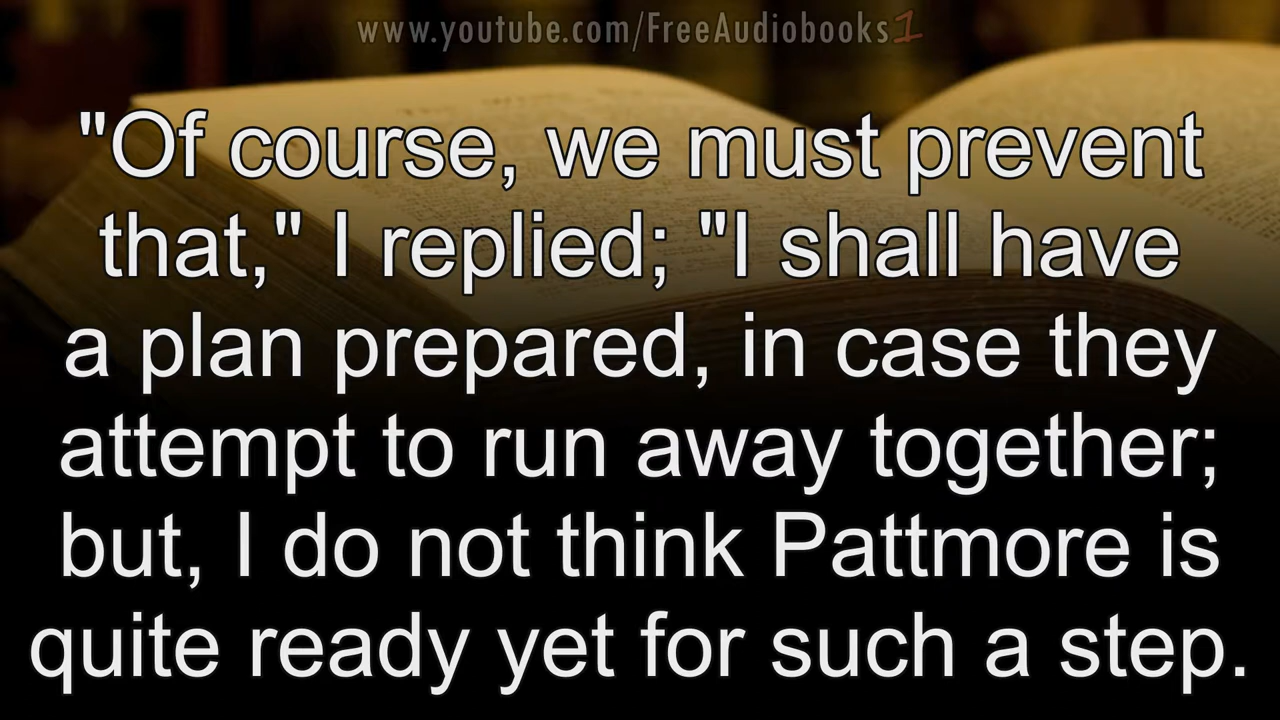 www.youtube.com/FreeAudiobooks1
"Of course, we must prevent
that," I replied; "I shall have
a plan prepared, in case they
attempt to run away together;
but, I do not think Pattmore is
quite ready yet for such a step.